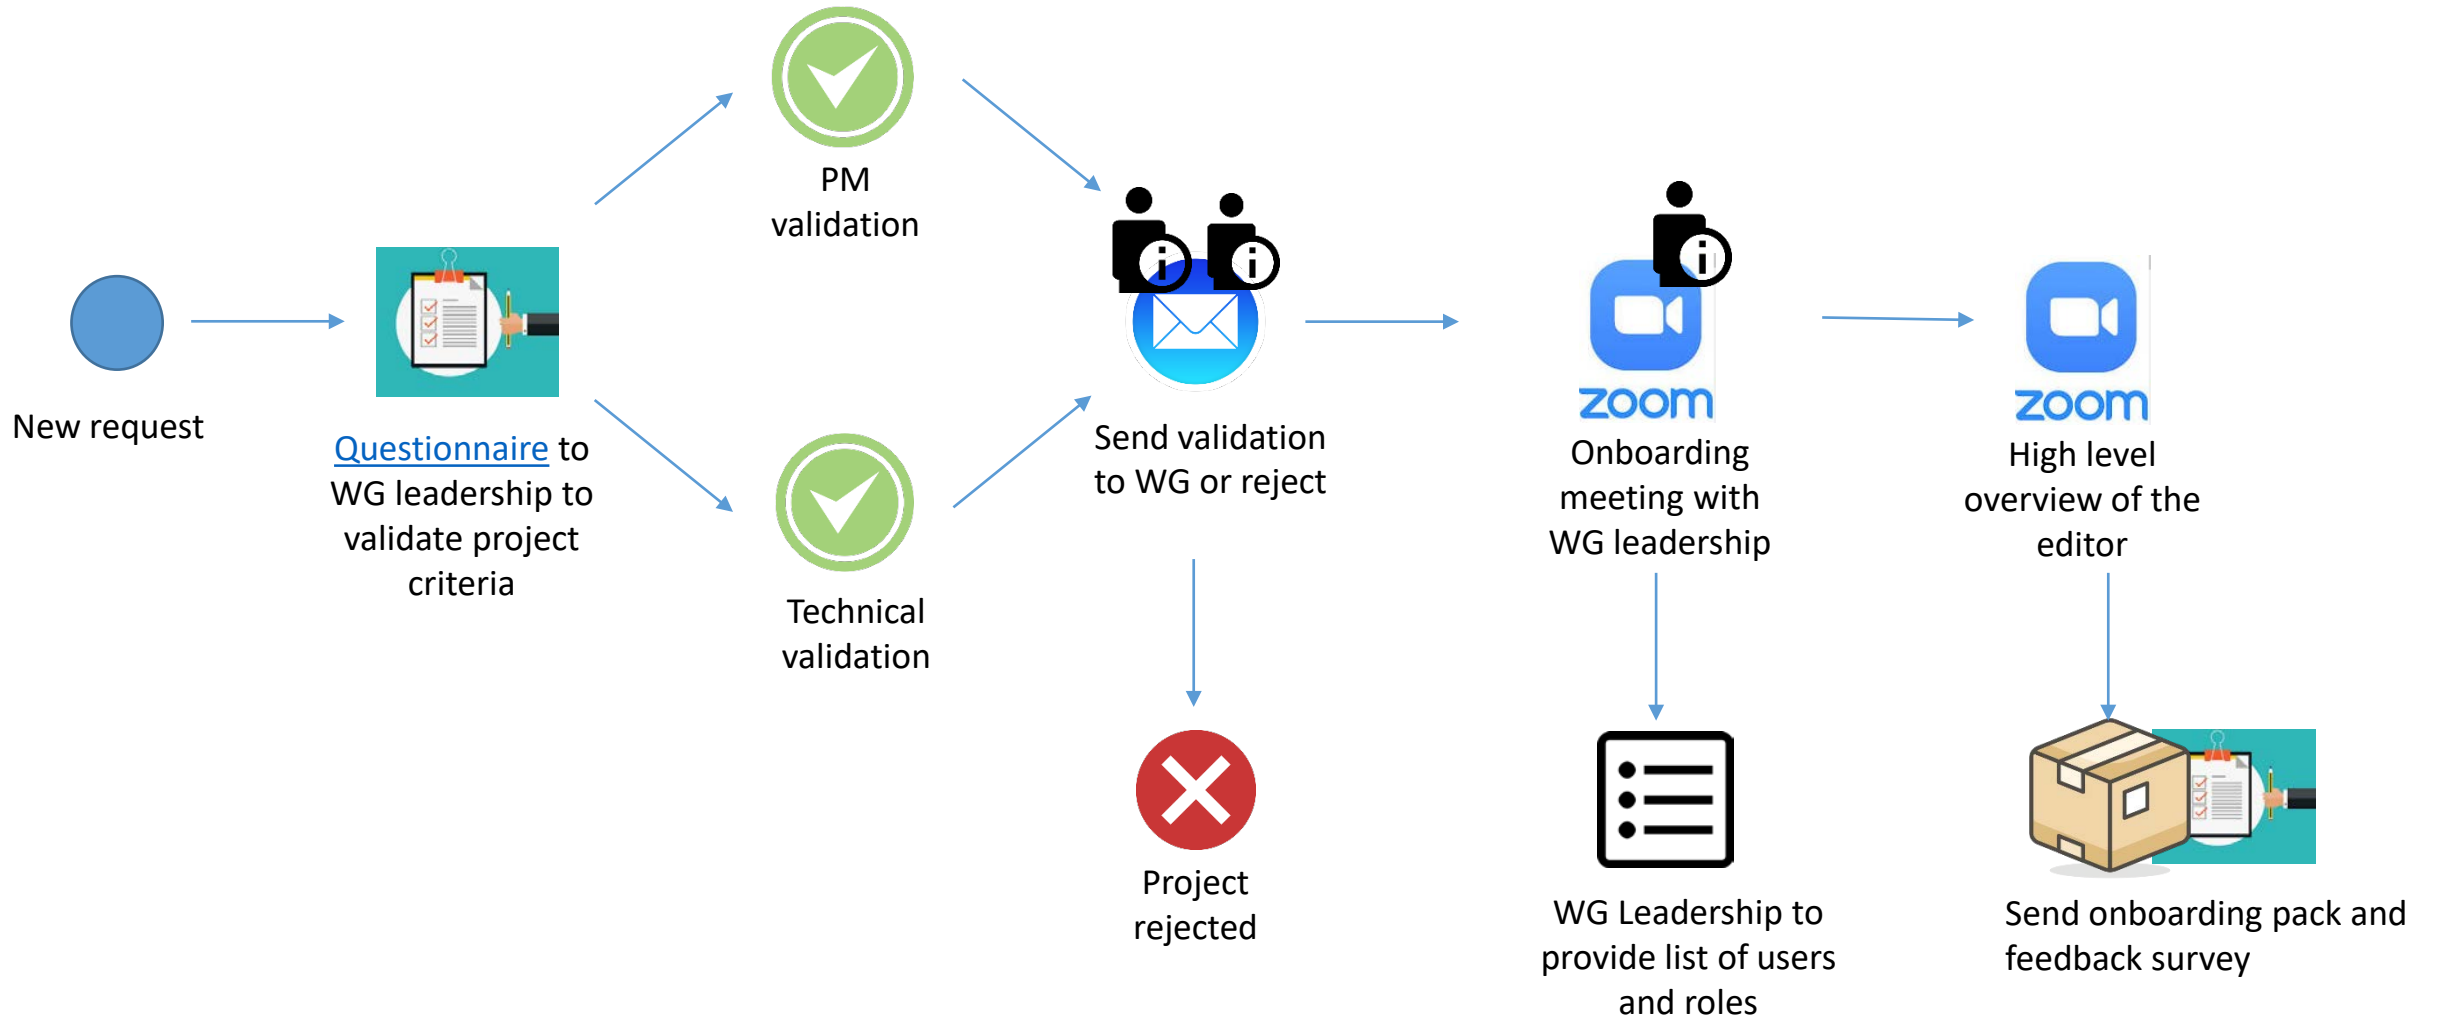 New request
Questionnaire to
WG leadership to
validate project
criteria
PM
validation
Technical
validation
i
i
Send validation
to WG or reject
Project
rejected
i
zoom
Onboarding
meeting with
WG leadership
WG Leadership to
provide list of users
and roles
zoom
High level
overview of the
editor
Send onboarding pack and
feedback survey